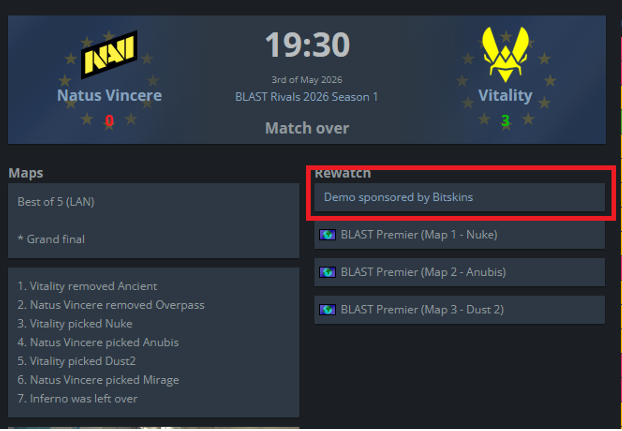 NAVI
19:30
3rd of May 2026
BLAST Rivals 2026 Season 1
Natus Vincere
Vitality
0
3
Match over
Maps
Best of 5 (LAN)
* Grand final
1. Vitality removed Ancient
2. Natus Vincere removed Overpass
3. Vitality picked Nuke
4. Natus Vincere picked Anubis
5. Vitality picked Dust2
6. Natus Vincere picked Mirage
7. Inferno was left over
Rewatch
Demo sponsored by Bitskins
BLAST Premier (Map 1 - Nuke)
BLAST Premier (Map 2 - Anubis)
BLAST Premier (Map 3 - Dust 2)